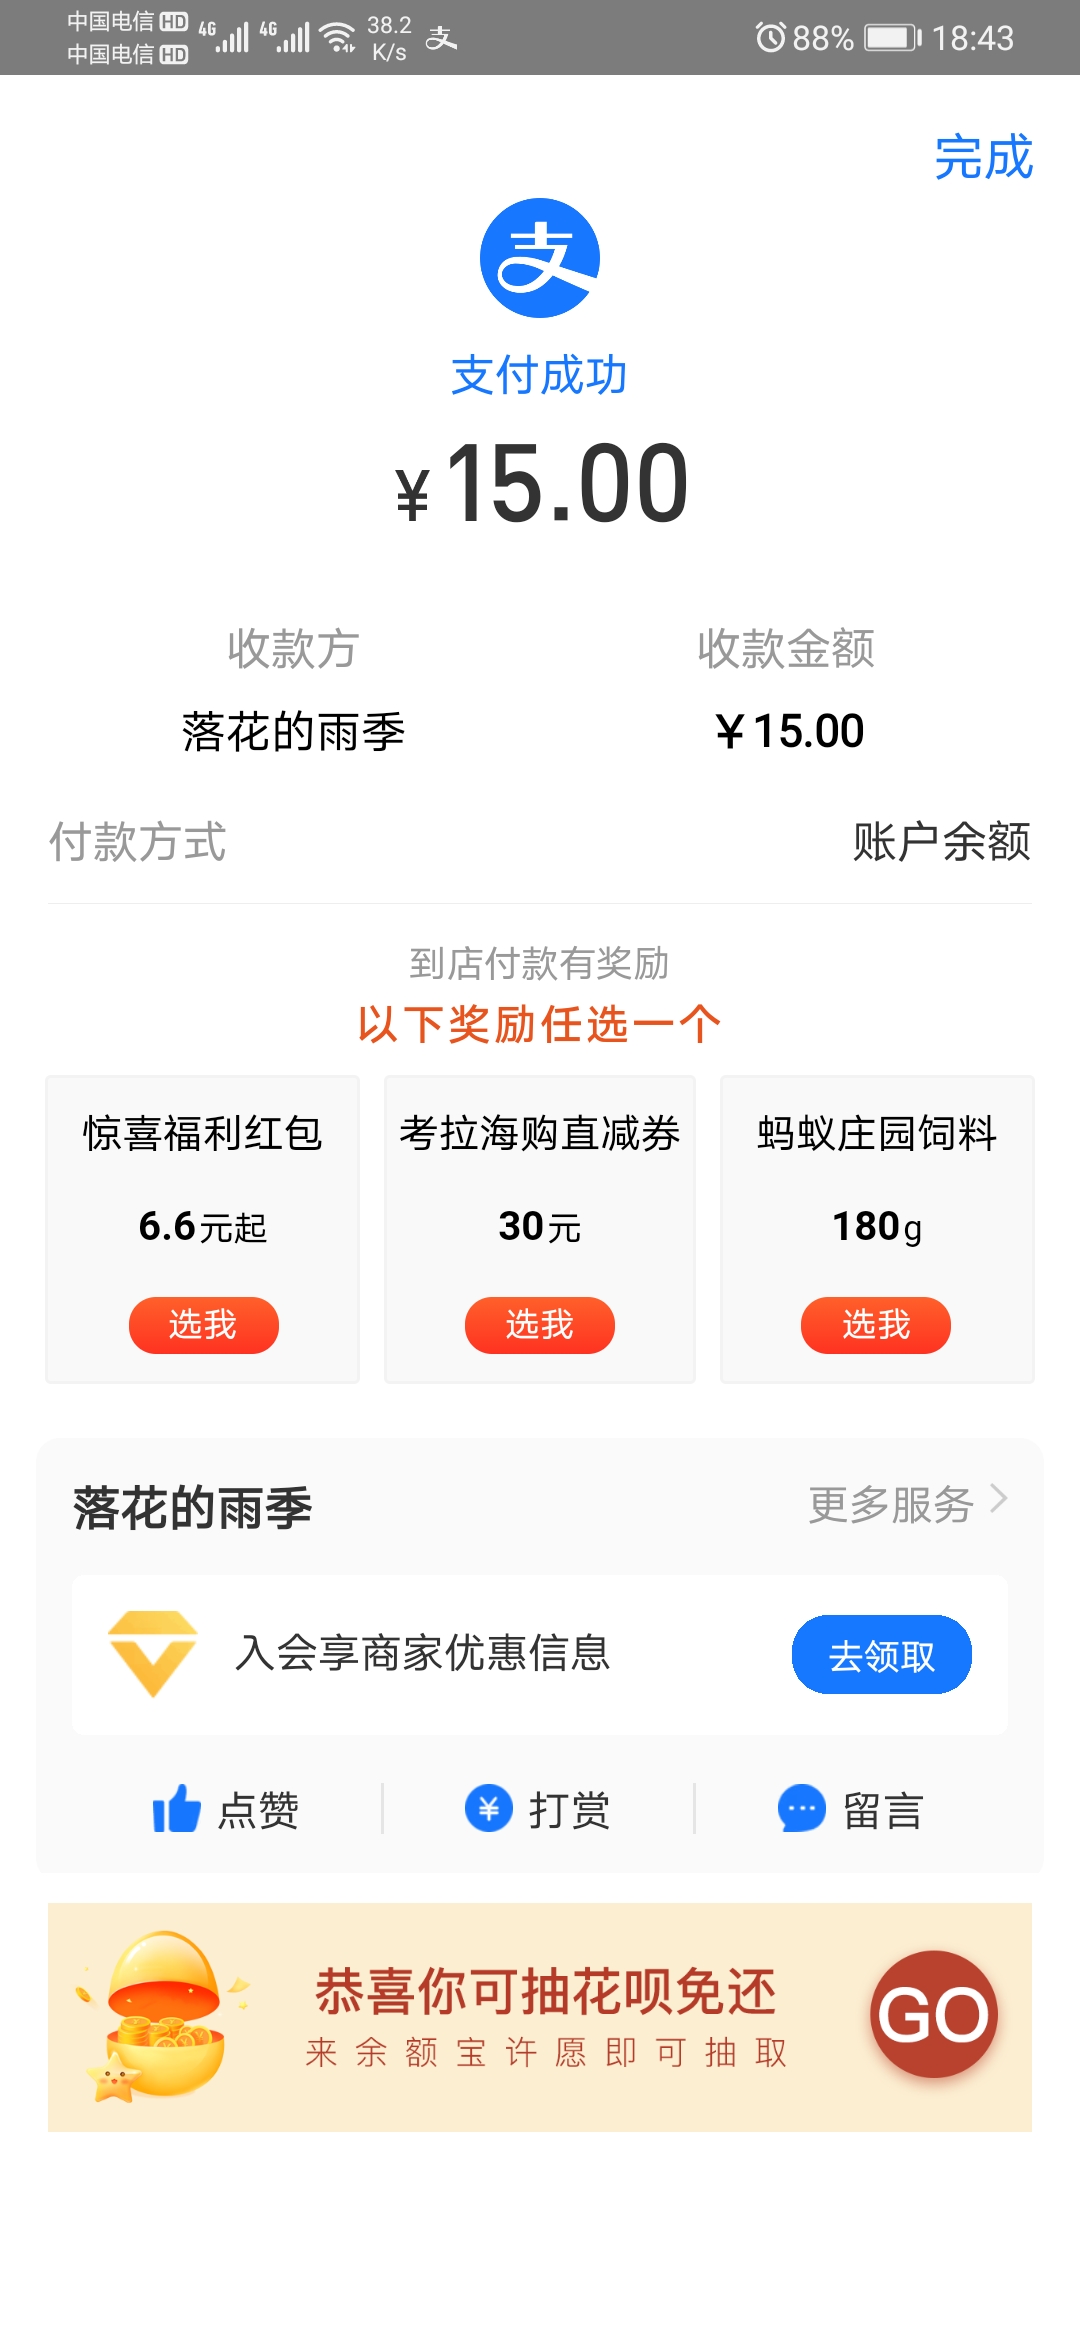 中国电信 HD 4G 4G 38.2 K/s 支 88% 18:43
中国电信 HD
完成
支
支付成功
¥15.00
收款方 收款金额
落花的雨季 ¥15.00
付款方式 账户余额
到店付款有奖励
以下奖励任选一个
惊喜福利红包 考拉海购直减券 蚂蚁庄园饲料
6.6元起 30元 180g
选我 选我 选我
落花的雨季 更多服务
入会享商家优惠信息 去领取
点赞 ¥ 打赏 留言
恭喜你可抽花呗免还 GO
来余额宝许愿即可抽取